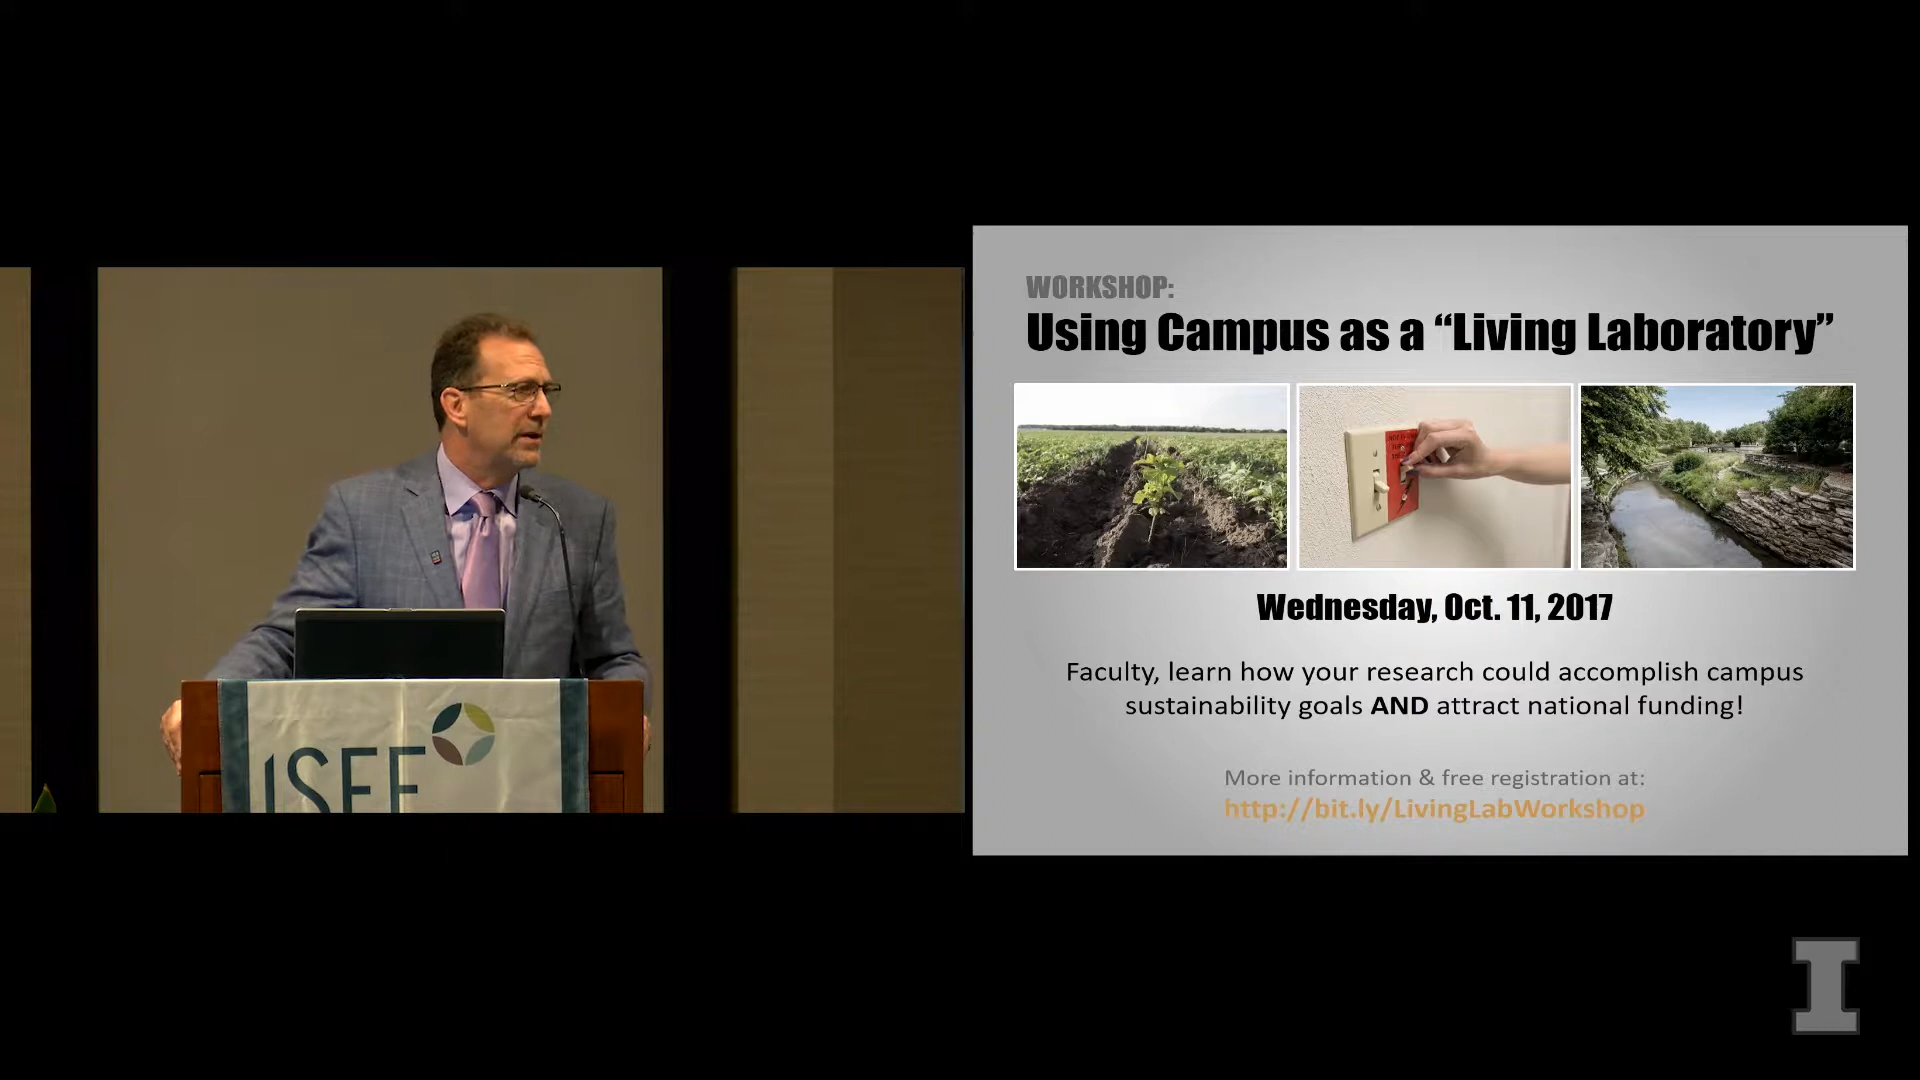 WORKSHOP:
Using Campus as a “Living Laboratory”
Wednesday, Oct. 11, 2017
Faculty, learn how your research could accomplish campus
sustainability goals AND attract national funding!
More information & free registration at:
http://bit.ly/LivingLabWorkshop
ISEE
I